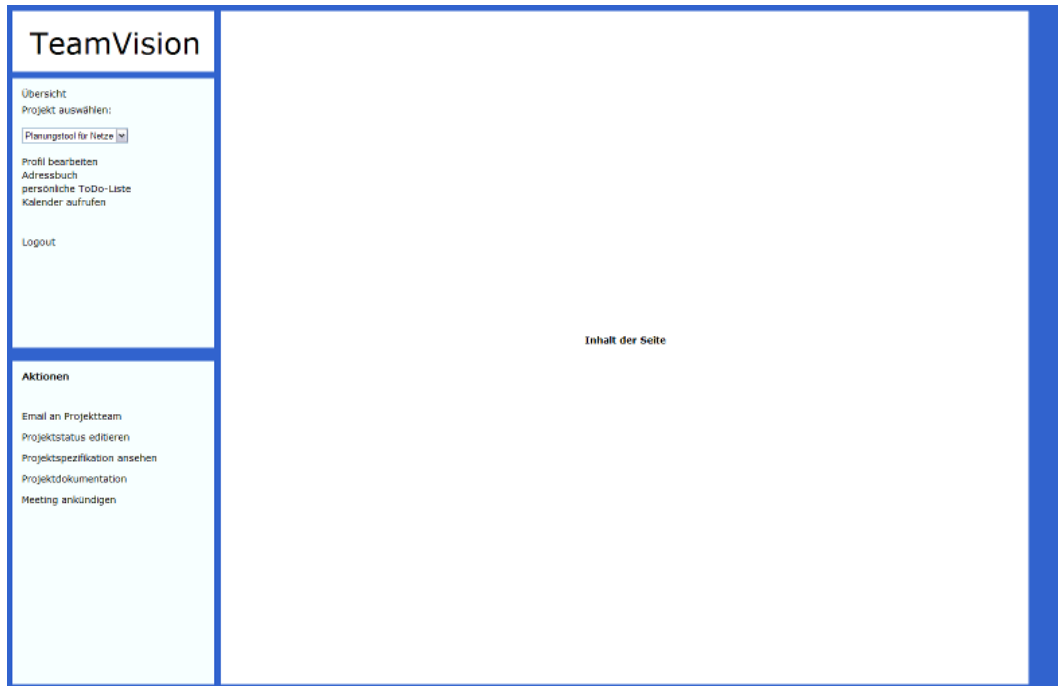 TeamVision
Übersicht
Projekt auswählen:
Planungstool für Netze
Profil bearbeiten
Adressbuch
persönliche ToDo-Liste
Kalender aufrufen
Logout
Inhalt der Seite
Aktionen
Email an Projektteam
Projektstatus editieren
Projektspezifikation ansehen
Projektdokumentation
Meeting ankündigen